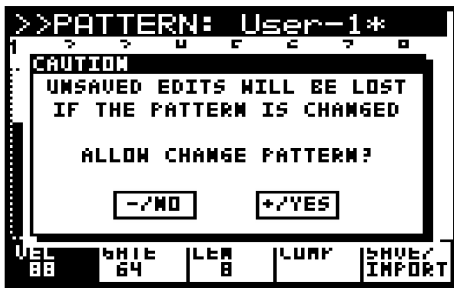 >>PATTERN: User-1*
CAUTION
UNSAVED EDITS WILL BE LOST
IF THE PATTERN IS CHANGED
ALLOW CHANGE PATTERN?
-/NO +/YES
VEL GATE LEN COMP SAVE/
88 64 8 IMPORT